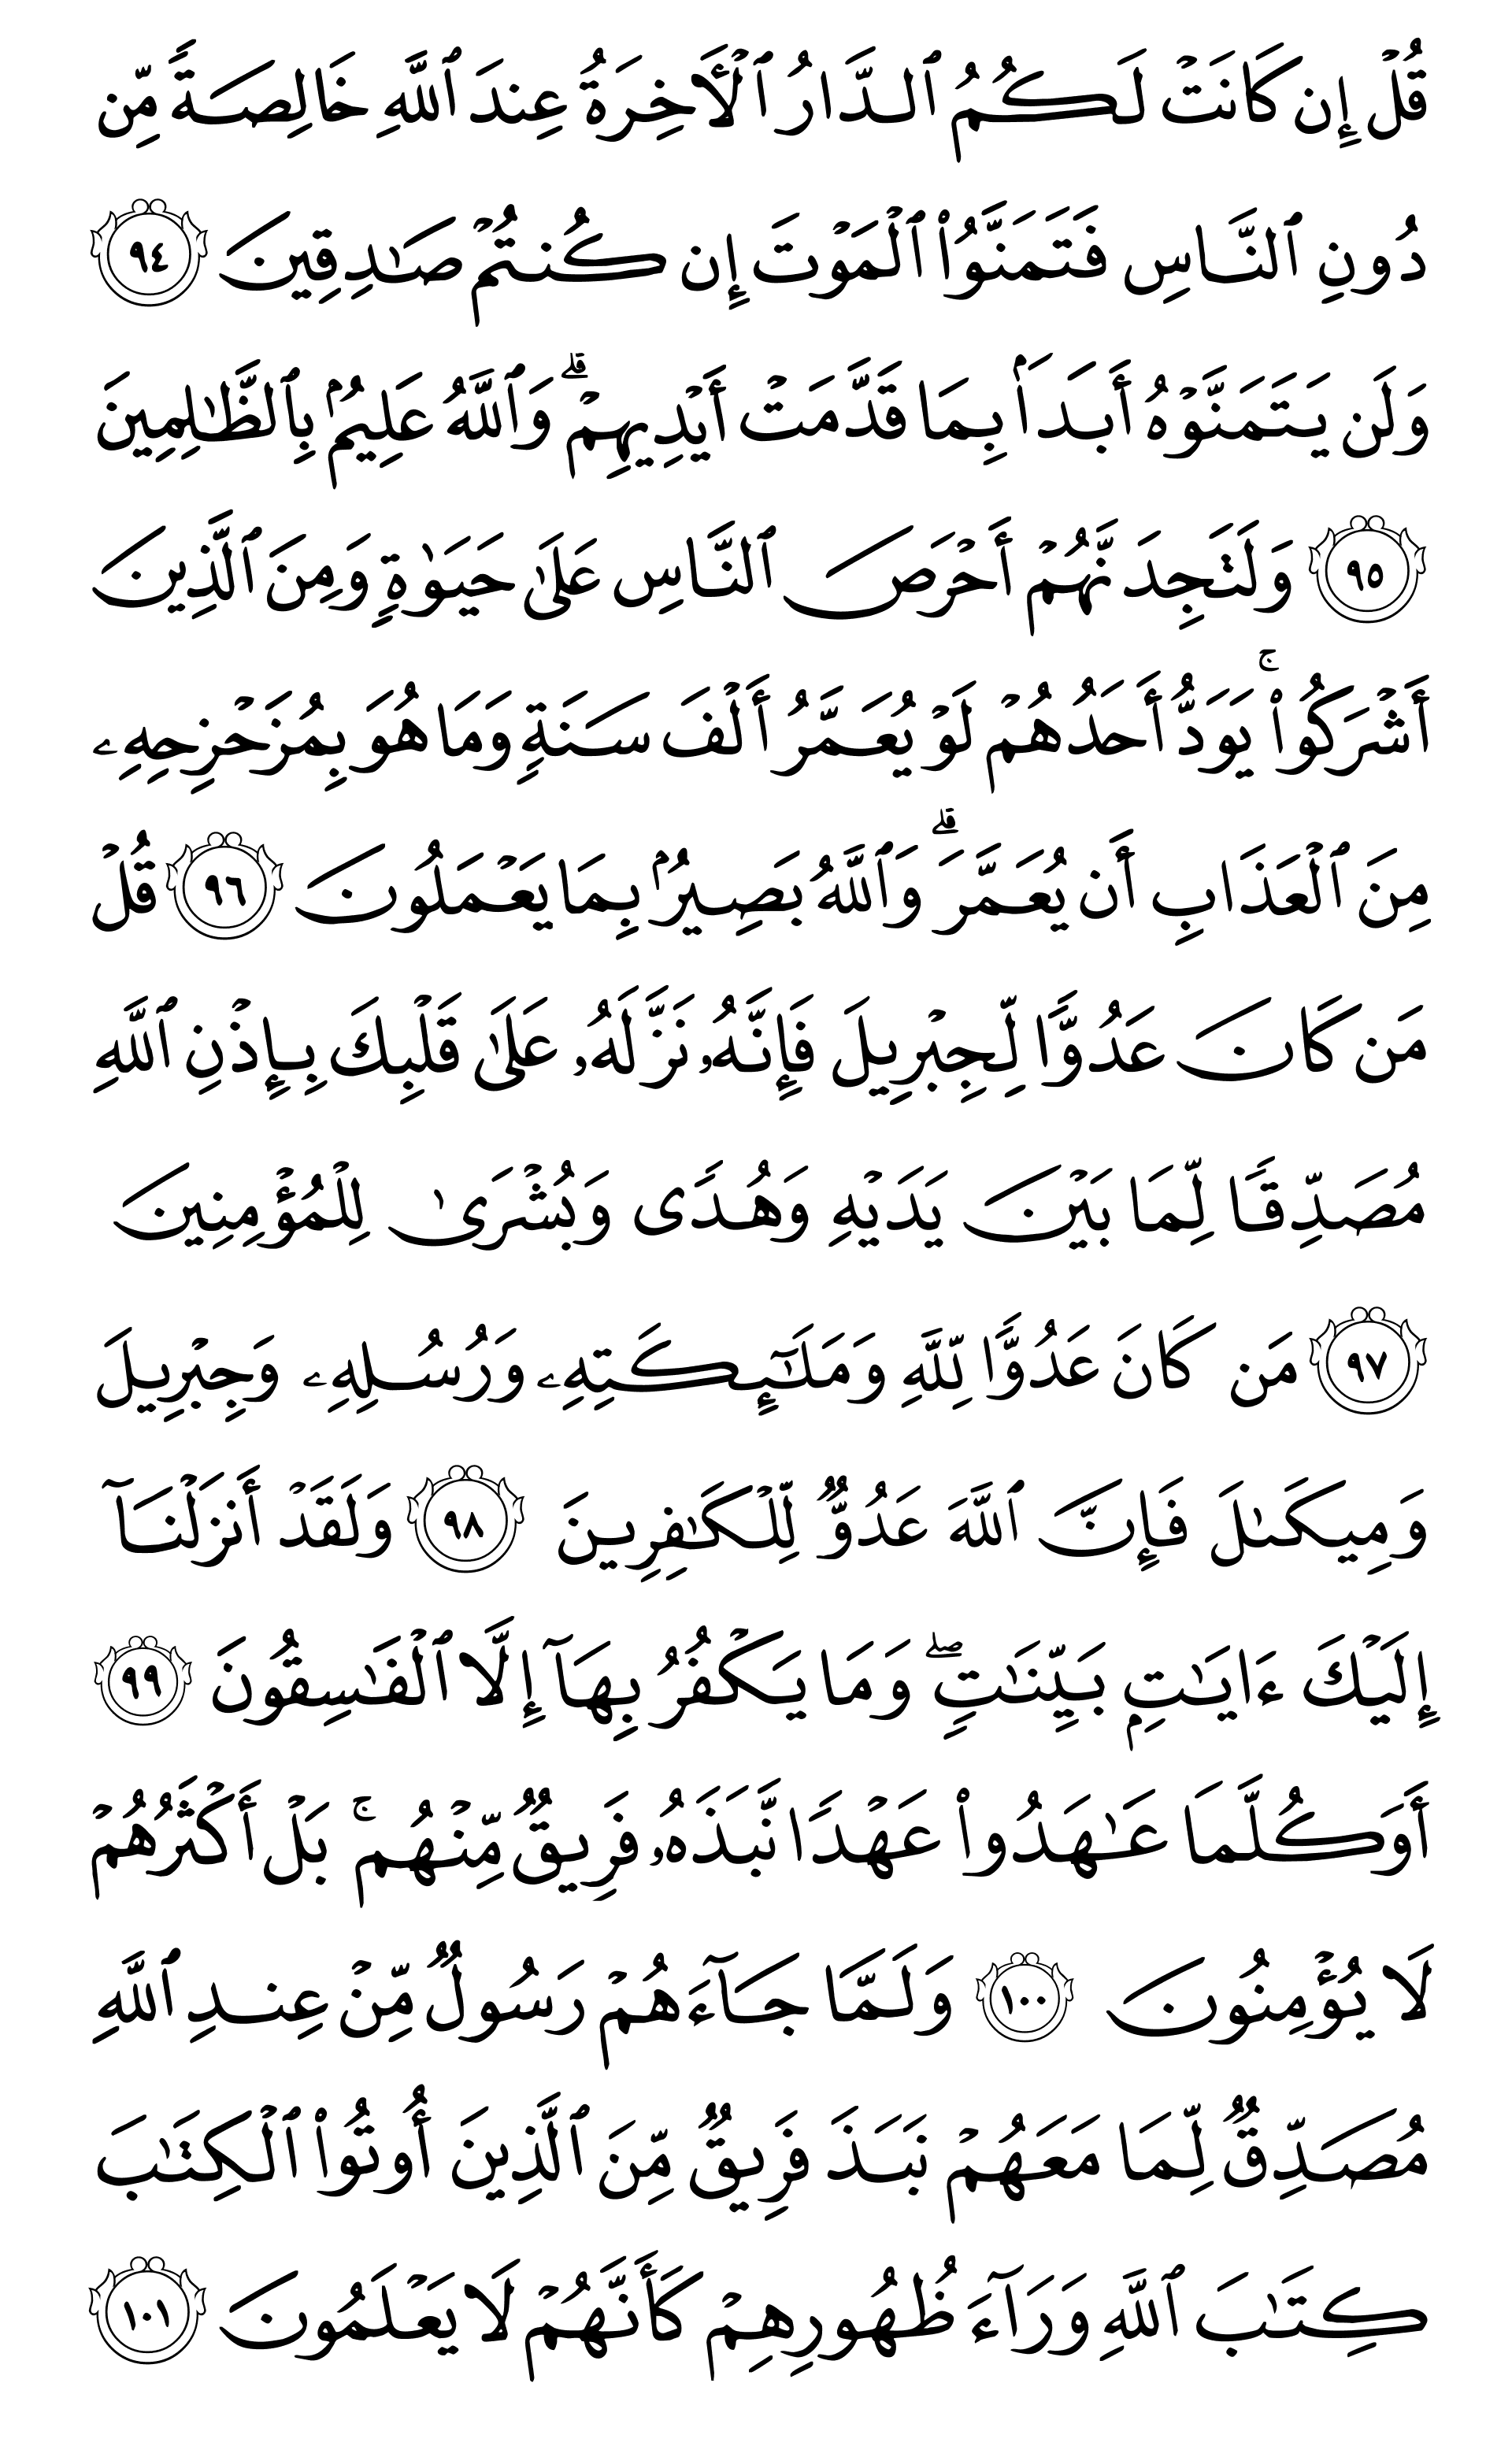 قُلۡ إِن كَانَتۡ لَكُمُ ٱلدَّارُ ٱلۡأٓخِرَةُ عِندَ ٱللَّهِ خَالِصَةٗ مِّن
دُونِ ٱلنَّاسِ فَتَمَنَّوُاْ ٱلۡمَوۡتَ إِن كُنتُمۡ صَٰدِقِينَ ٩٤
وَلَن يَتَمَنَّوۡهُ أَبَدَۢا بِمَا قَدَّمَتۡ أَيۡدِيهِمۡۚ وَٱللَّهُ عَلِيمُۢ بِٱلظَّٰلِمِينَ
٩٥ وَلَتَجِدَنَّهُمۡ أَحۡرَصَ ٱلنَّاسِ عَلَىٰ حَيَوٰةٖ وَمِنَ ٱلَّذِينَ
أَشۡرَكُواْۚ يَوَدُّ أَحَدُهُمۡ لَوۡ يُعَمَّرُ أَلۡفَ سَنَةٖ وَمَا هُوَ بِمُزَحۡزِحِهِۦ
مِنَ ٱلۡعَذَابِ أَن يُعَمَّرَۗ وَٱللَّهُ بَصِيرُۢ بِمَا يَعۡمَلُونَ ٩٦ قُلۡ
مَن كَانَ عَدُوّٗا لِّجِبۡرِيلَ فَإِنَّهُۥ نَزَّلَهُۥ عَلَىٰ قَلۡبِكَ بِإِذۡنِ ٱللَّهِ
مُصَدِّقٗا لِّمَا بَيۡنَ يَدَيۡهِ وَهُدٗى وَبُشۡرَىٰ لِلۡمُؤۡمِنِينَ
٩٧ مَن كَانَ عَدُوّٗا لِّلَّهِ وَمَلَٰٓئِكَتِهِۦ وَرُسُلِهِۦ وَجِبۡرِيلَ
وَمِيكَىٰلَ فَإِنَّ ٱللَّهَ عَدُوّٞ لِّلۡكَٰفِرِينَ ٩٨ وَلَقَدۡ أَنزَلۡنَآ
إِلَيۡكَ ءَايَٰتِۭ بَيِّنَٰتٖۖ وَمَا يَكۡفُرُ بِهَآ إِلَّا ٱلۡفَٰسِقُونَ ٩٩
أَوَكُلَّمَا عَٰهَدُواْ عَهۡدٗا نَّبَذَهُۥ فَرِيقٞ مِّنۡهُمۚ بَلۡ أَكۡثَرُهُمۡ
لَا يُؤۡمِنُونَ ١٠٠ وَلَمَّا جَآءَهُمۡ رَسُولٞ مِّنۡ عِندِ ٱللَّهِ
مُصَدِّقٞ لِّمَا مَعَهُمۡ نَبَذَ فَرِيقٞ مِّنَ ٱلَّذِينَ أُوتُواْ ٱلۡكِتَٰبَ
كِتَٰبَ ٱللَّهِ وَرَآءَ ظُهُورِهِمۡ كَأَنَّهُمۡ لَا يَعۡلَمُونَ ١٠١